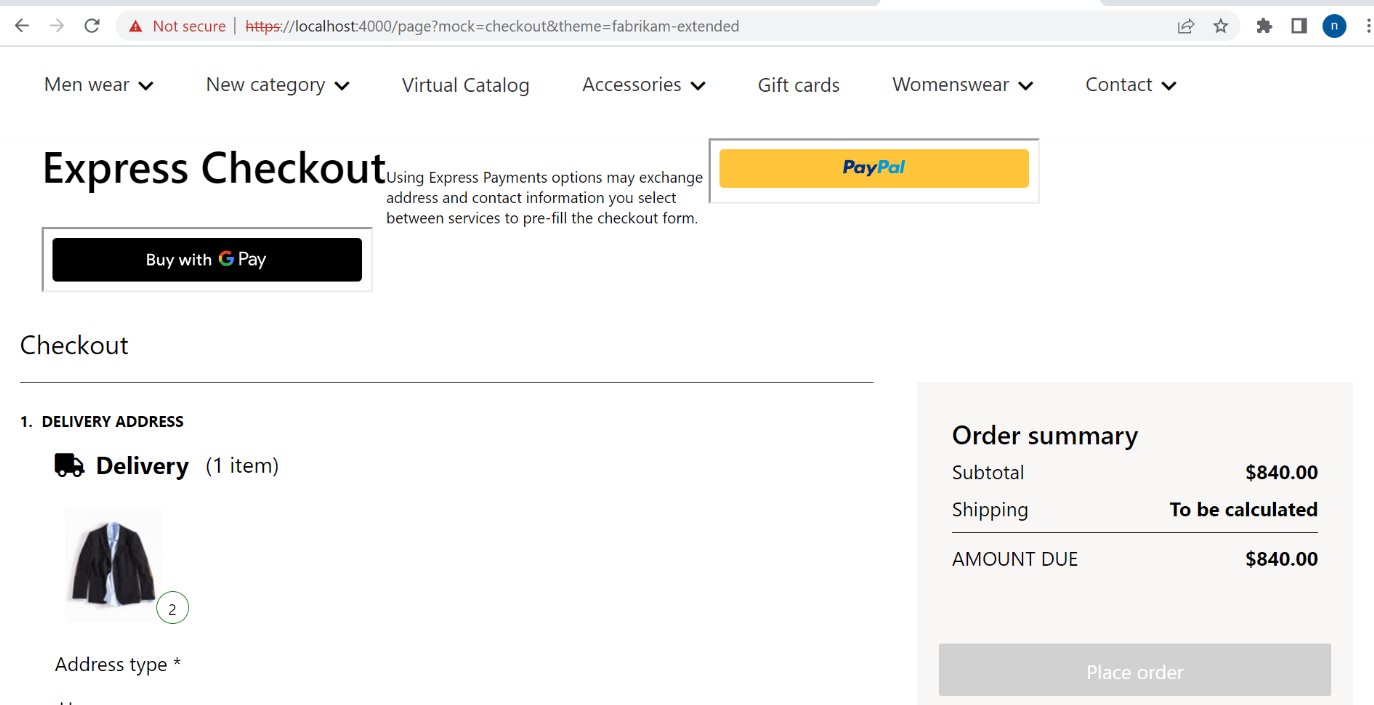 Not secure | https://localhost:4000/page?mock=checkout&theme=fabrikam-extended
n
Men wear New category Virtual Catalog Accessories Gift cards Womenswear Contact
Express Checkout
Using Express Payments options may exchange
address and contact information you select
between services to pre-fill the checkout form.
PayPal
Buy with G Pay
Checkout
1. DELIVERY ADDRESS
Delivery (1 item)
2
Address type *
Order summary
Subtotal $840.00
Shipping To be calculated
AMOUNT DUE $840.00
Place order